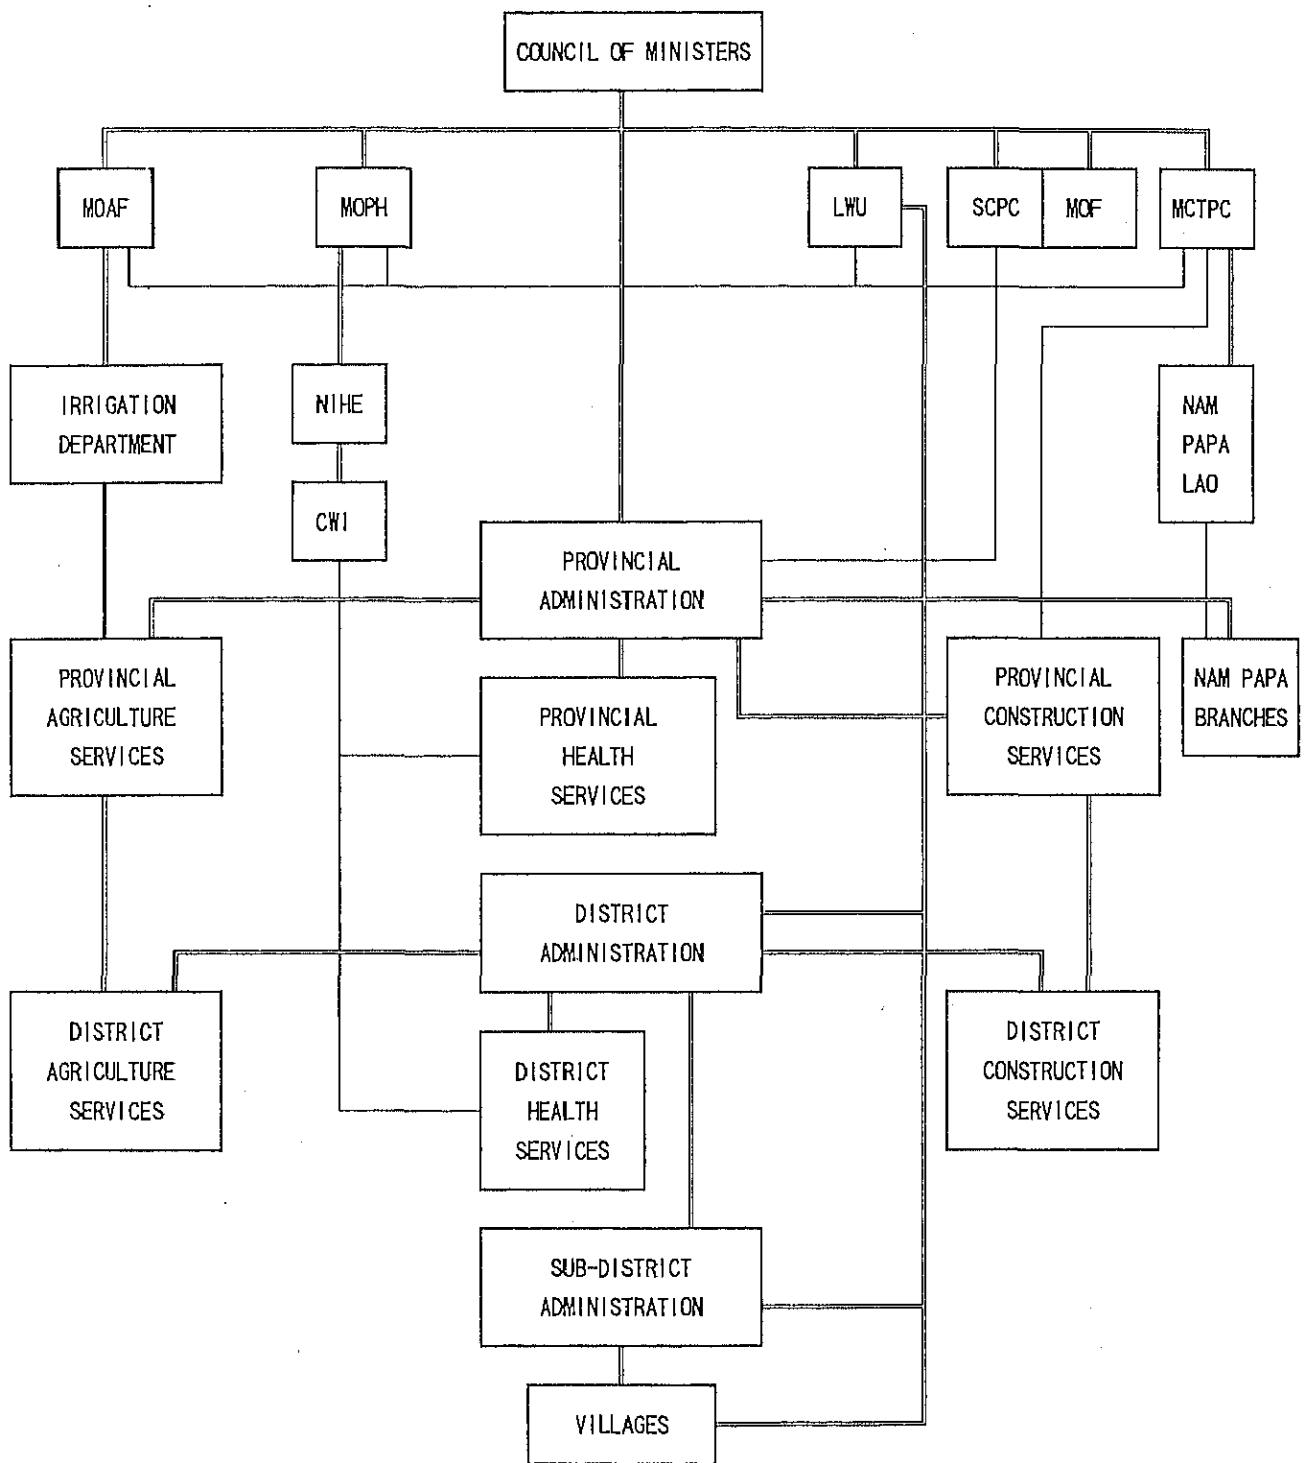 COUNCIL OF MINISTERS
MOAF
MOPH
LWU
SCPC
MOF
MCTPC
IRRIGATION
DEPARTMENT
NIHE
NAM
PAPA
LAO
CWI
PROVINCIAL
ADMINISTRATION
PROVINCIAL
AGRICULTURE
SERVICES
PROVINCIAL
HEALTH
SERVICES
PROVINCIAL
CONSTRUCTION
SERVICES
NAM PAPA
BRANCHES
DISTRICT
ADMINISTRATION
DISTRICT
AGRICULTURE
SERVICES
DISTRICT
HEALTH
SERVICES
DISTRICT
CONSTRUCTION
SERVICES
SUB-DISTRICT
ADMINISTRATION
VILLAGES